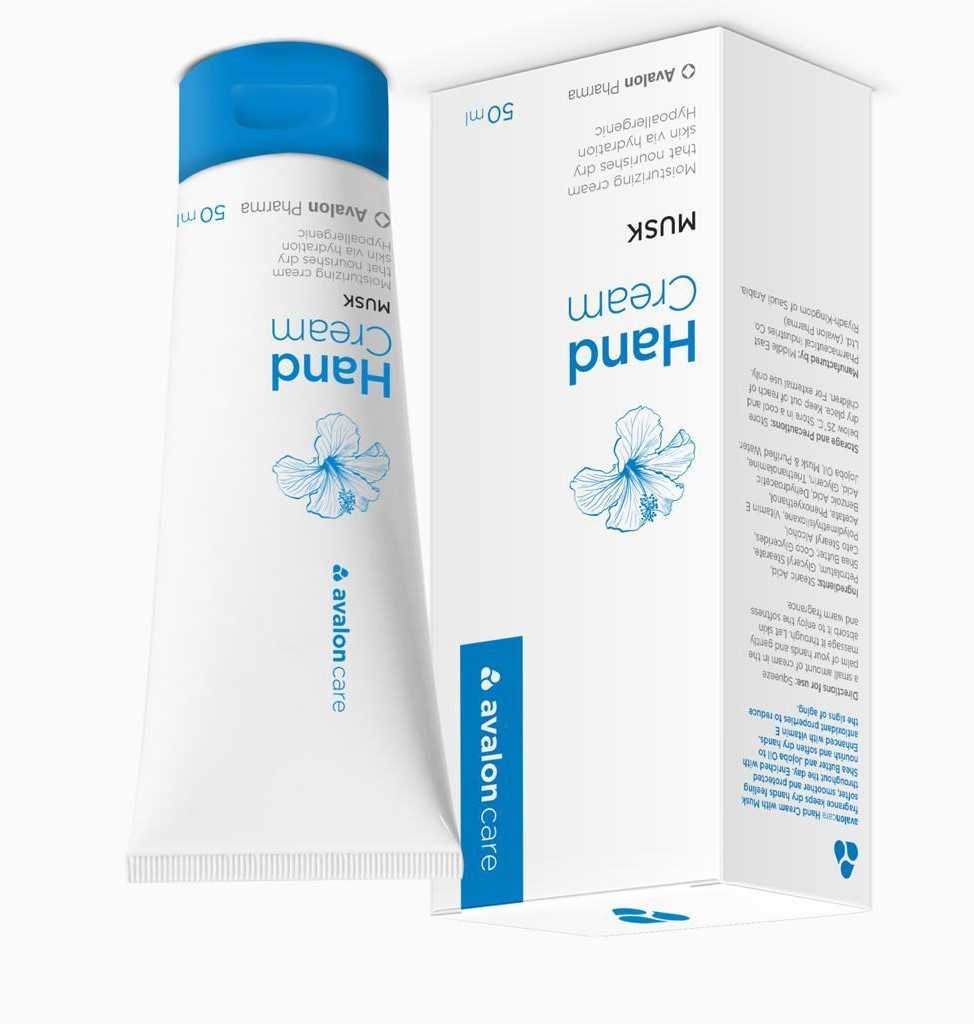 avalon care
Hand
Cream
MUSK
Moisturizing cream
that nourishes dry
skin via hydration
Hypoallergenic
Avalon Pharma
50 ml
avalon care
Hand
Cream
MUSK
Moisturizing cream
that nourishes dry
skin via hydration
Hypoallergenic
Avalon Pharma
50 ml
avaloncare Hand Cream with Musk
fragrance keeps dry hands feeling
softer, smoother and protected
throughout the day. Enriched with
Shea Butter and Jojoba Oil to
nourish and soften dry hands.
Enhanced with vitamin E
antioxidant properties to reduce
the signs of aging.
Directions for use: Squeeze
a small amount of cream in the
palm of your hands and gently
message it through. Let skin
absorb it to enjoy the softness
and warm fragrance.
Ingredients: Stearic Acid,
Petrolatum, Glyceryl Stearate,
Shea Butter, Coco Glycerides,
Ceto Stearyl Alcohol,
Polydimethylsiloxane, Vitamin E
Acetate, Phenoxyethanol,
Benzoic Acid, Dehydroacetic
Acid, Glycerin, Triethanolamine,
Jojoba Oil, Musk & Purified Water.
Storage and Precautions: Store
below 25°C. Store in a cool and
dry place. Keep out of reach of
children. For external use only.
Manufactured by: Middle East
Pharmaceutical Industries Co
Ltd. (Avalon Pharma)
Riyadh-Kingdom of Saudi Arabia.